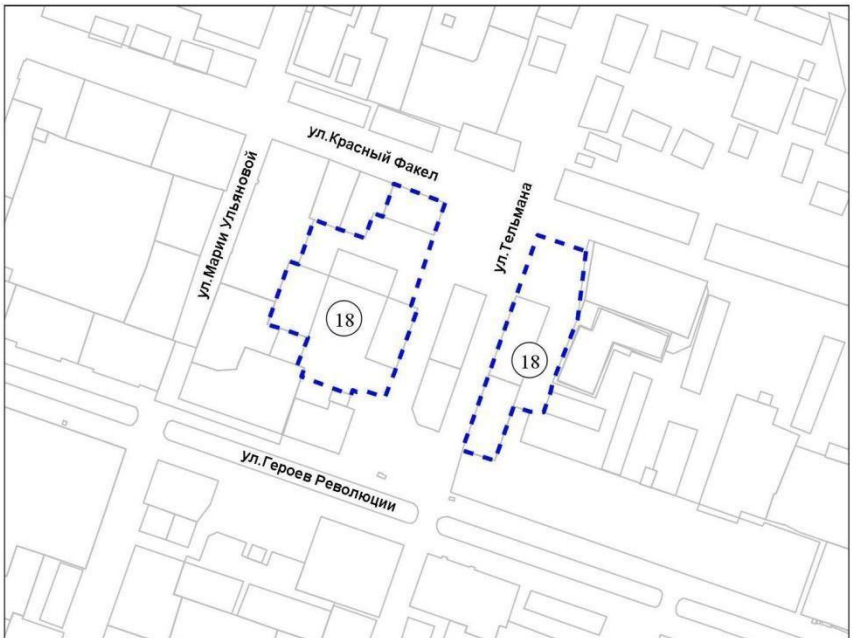 ул.Красный Факел
ул.Марии Ульяновой
ул.Тельмана
18
18
ул.Героев Революции